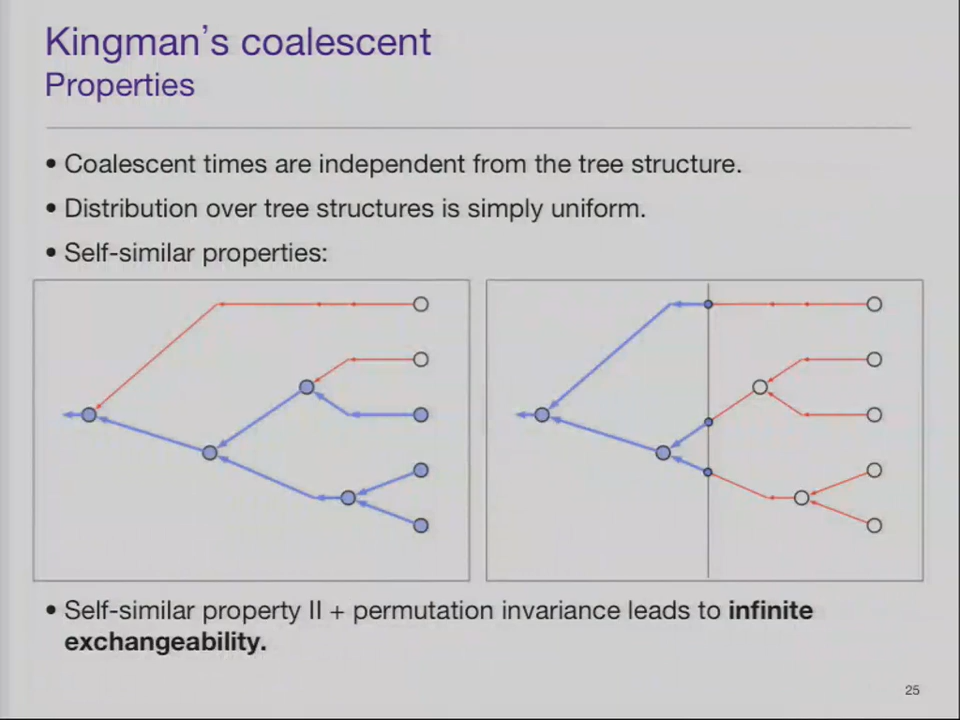 Kingman's coalescent
Properties
• Coalescent times are independent from the tree structure.
• Distribution over tree structures is simply uniform.
• Self-similar properties:
• Self-similar property II + permutation invariance leads to infinite
exchangeability.
25